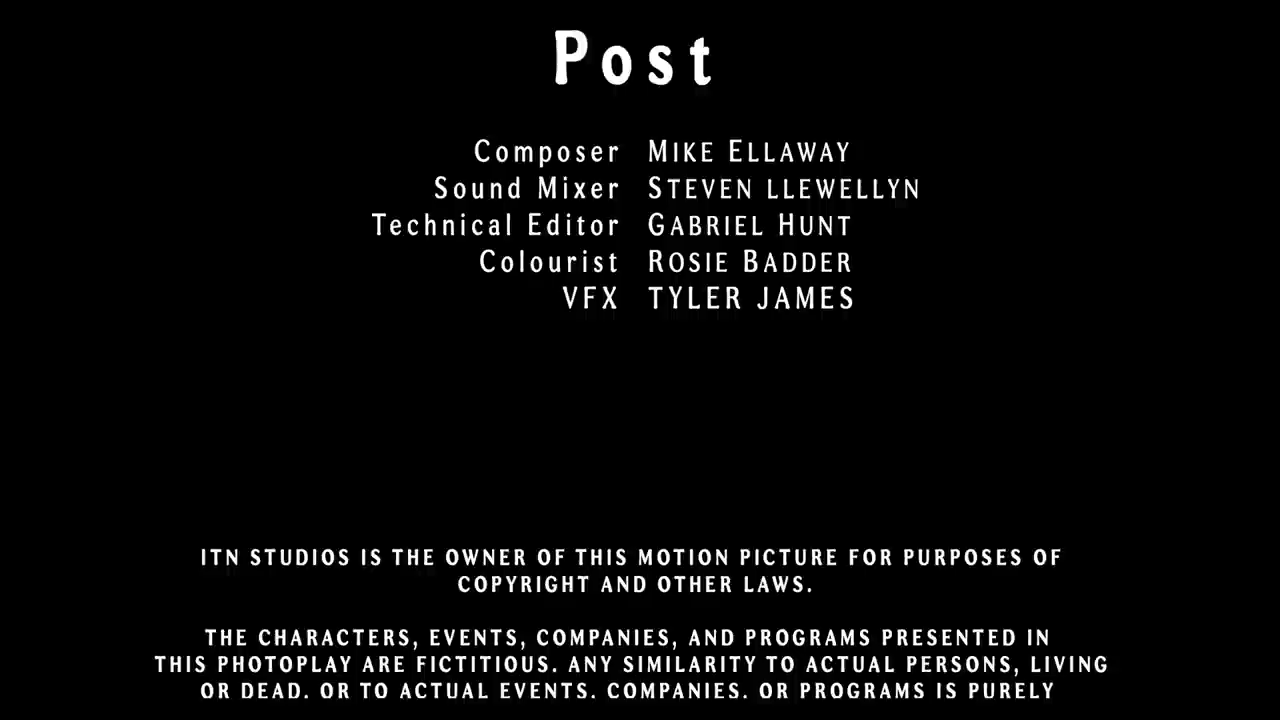 Post
Composer MIKE ELLAWAY
Sound Mixer STEVEN LLEWELLYN
Technical Editor GABRIEL HUNT
Colourist ROSIE BADDER
VFX TYLER JAMES
ITN STUDIOS IS THE OWNER OF THIS MOTION PICTURE FOR PURPOSES OF
COPYRIGHT AND OTHER LAWS.
THE CHARACTERS, EVENTS, COMPANIES, AND PROGRAMS PRESENTED IN
THIS PHOTOPLAY ARE FICTITIOUS. ANY SIMILARITY TO ACTUAL PERSONS, LIVING
OR DEAD. OR TO ACTUAL EVENTS. COMPANIES. OR PROGRAMS IS PURELY